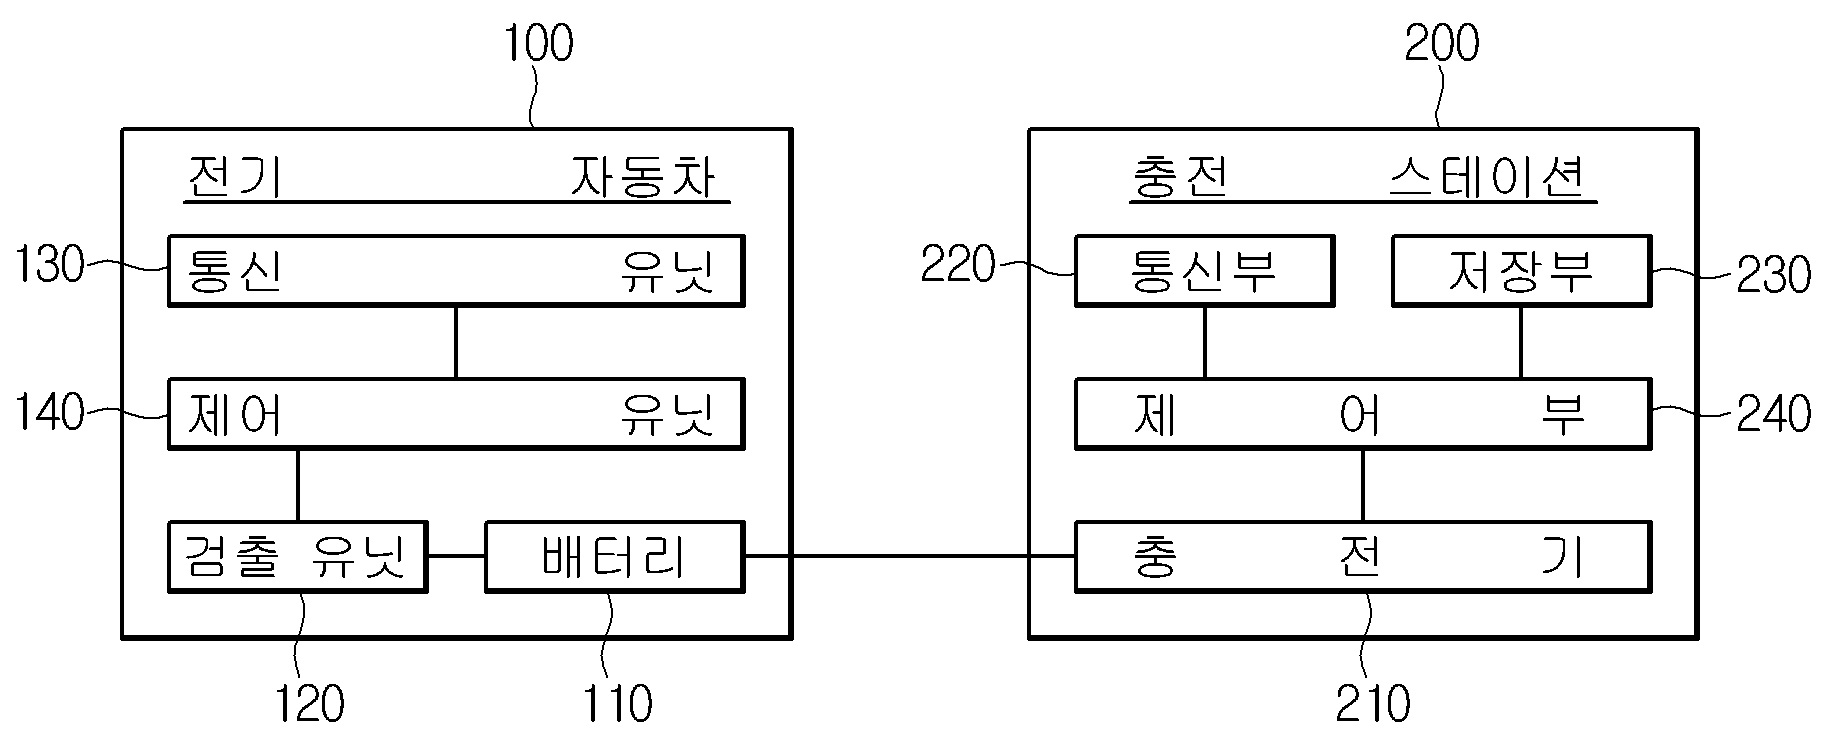 100
200
전기 자동차
충전 스테이션
130
통신 유닛
220
통신부
저장부
230
140
제어 유닛
제 어 부
240
검출 유닛
배터리
충 전 기
120
110
210